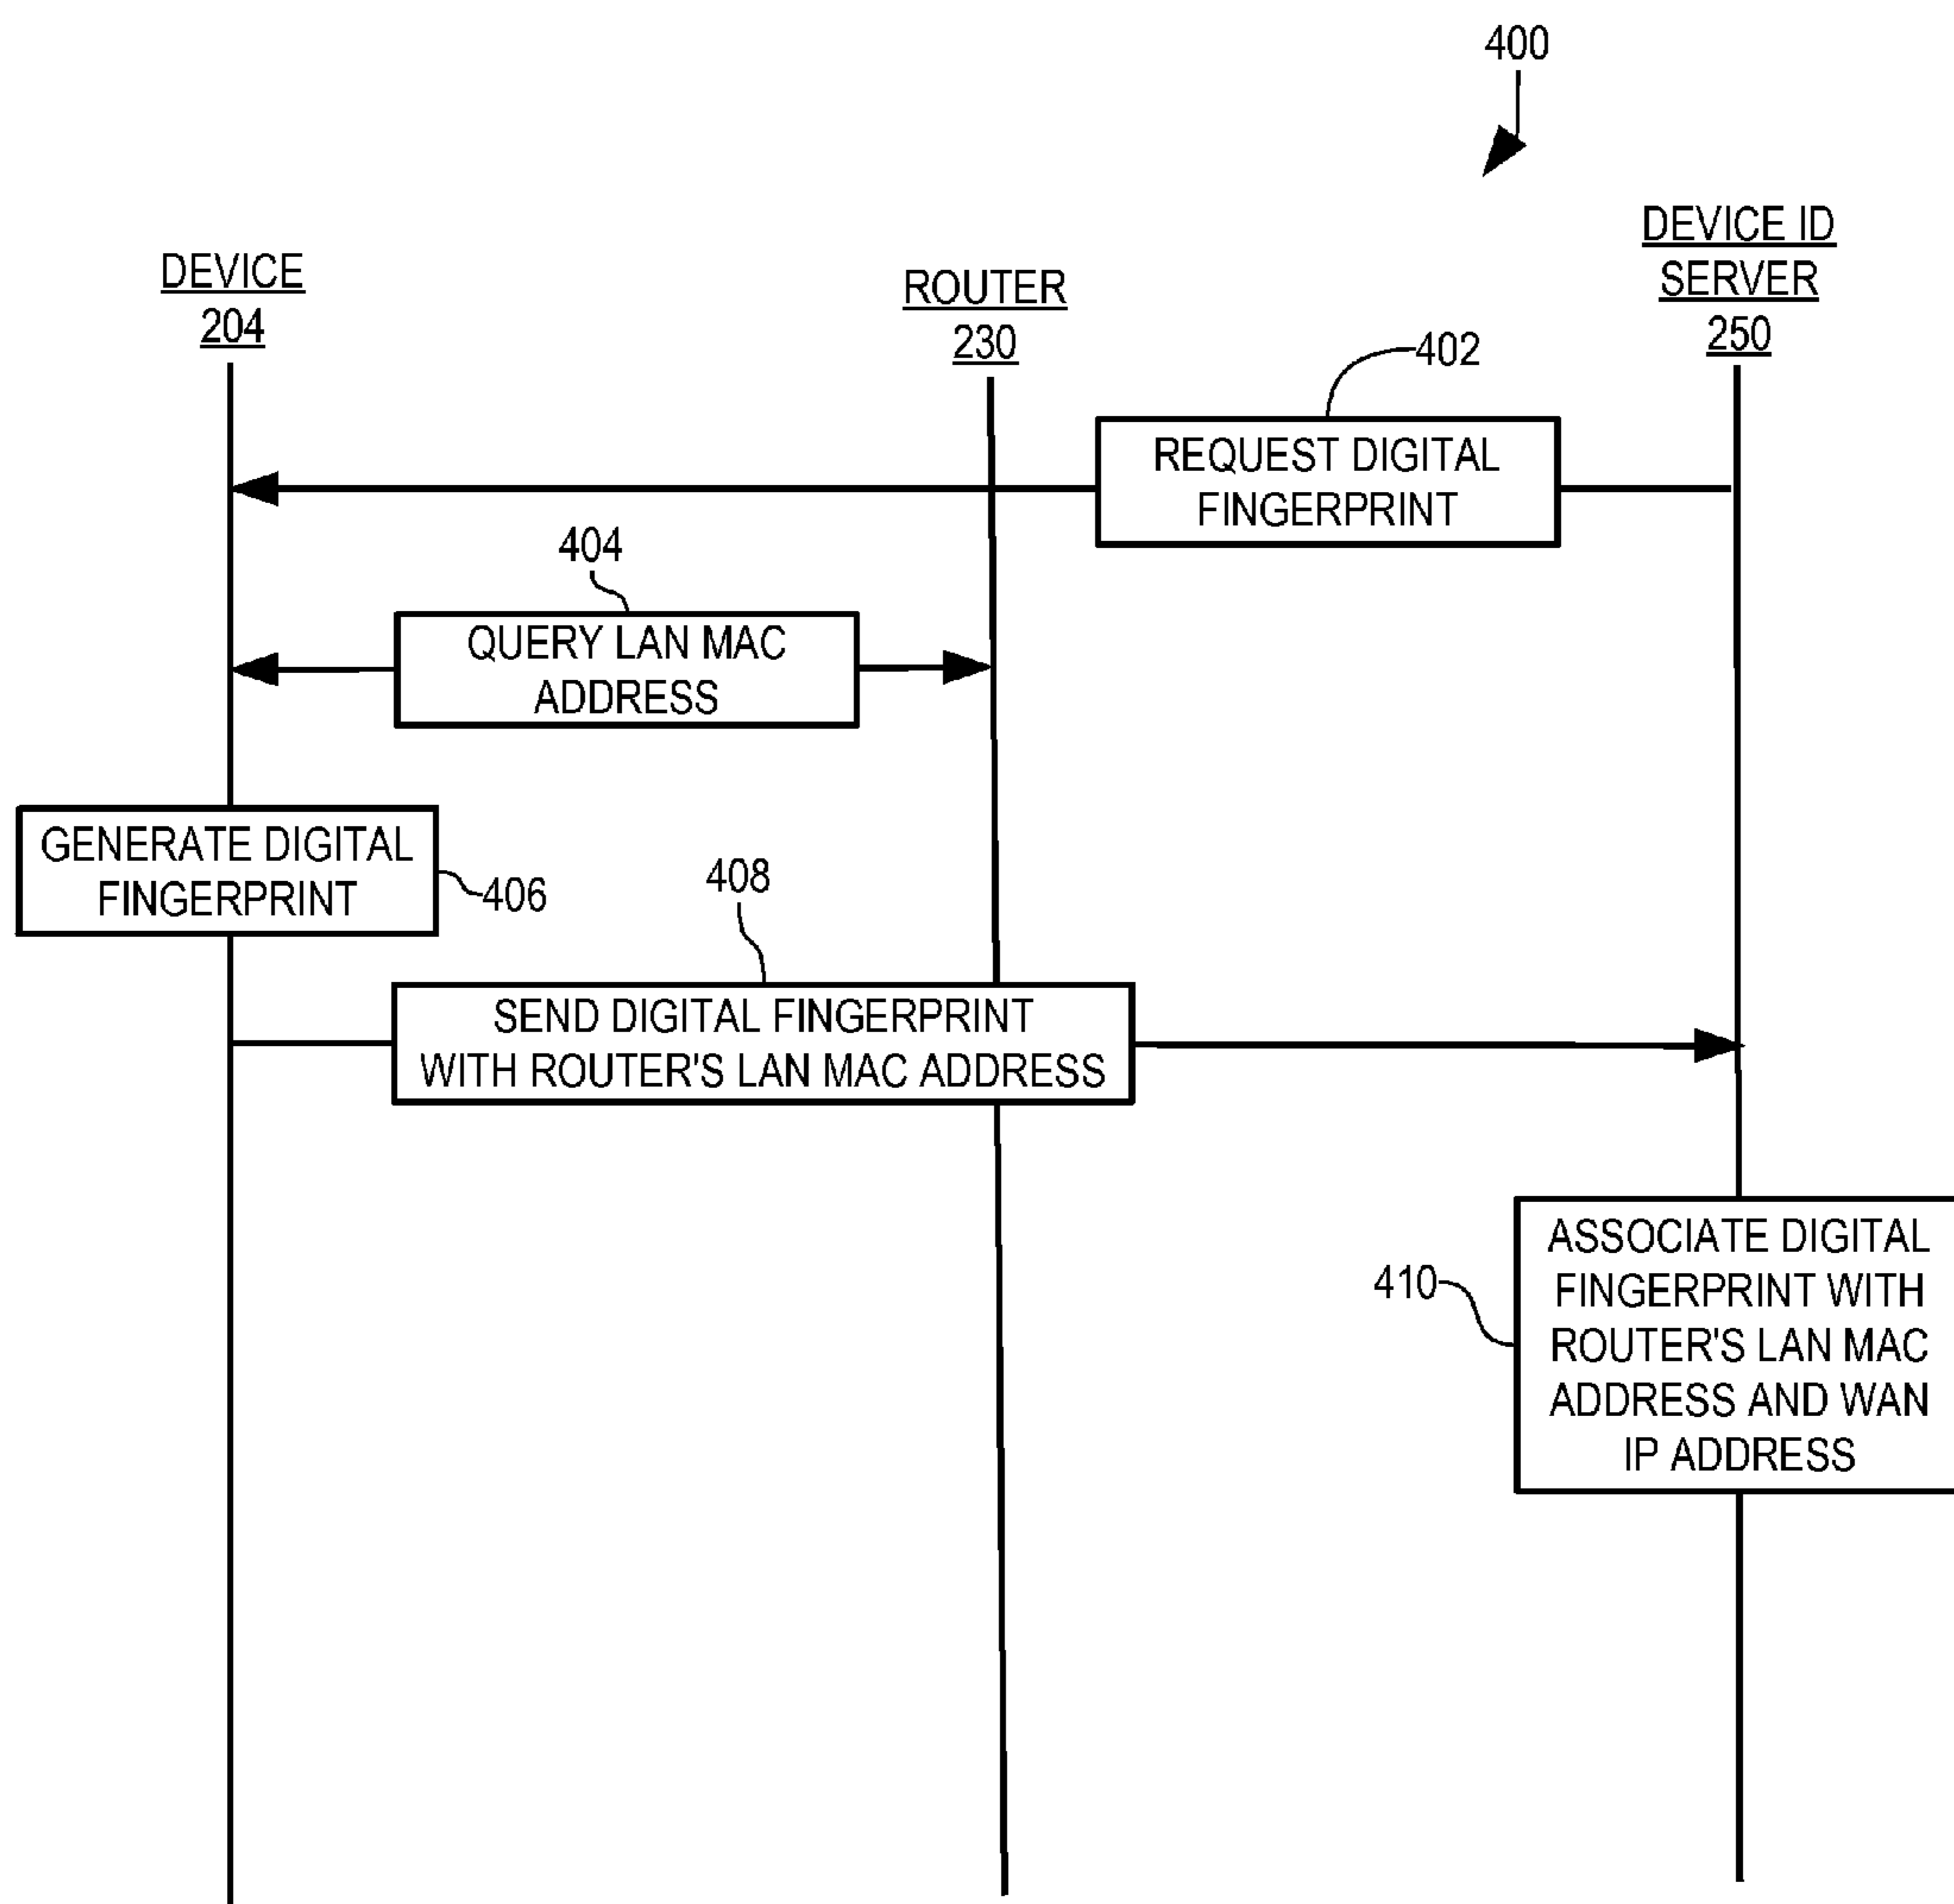 400
DEVICE
204
ROUTER
230
DEVICE ID
SERVER
250
402
REQUEST DIGITAL
FINGERPRINT
404
QUERY LAN MAC
ADDRESS
GENERATE DIGITAL
FINGERPRINT
406
408
SEND DIGITAL FINGERPRINT
WITH ROUTER'S LAN MAC ADDRESS
410
ASSOCIATE DIGITAL
FINGERPRINT WITH
ROUTER'S LAN MAC
ADDRESS AND WAN
IP ADDRESS